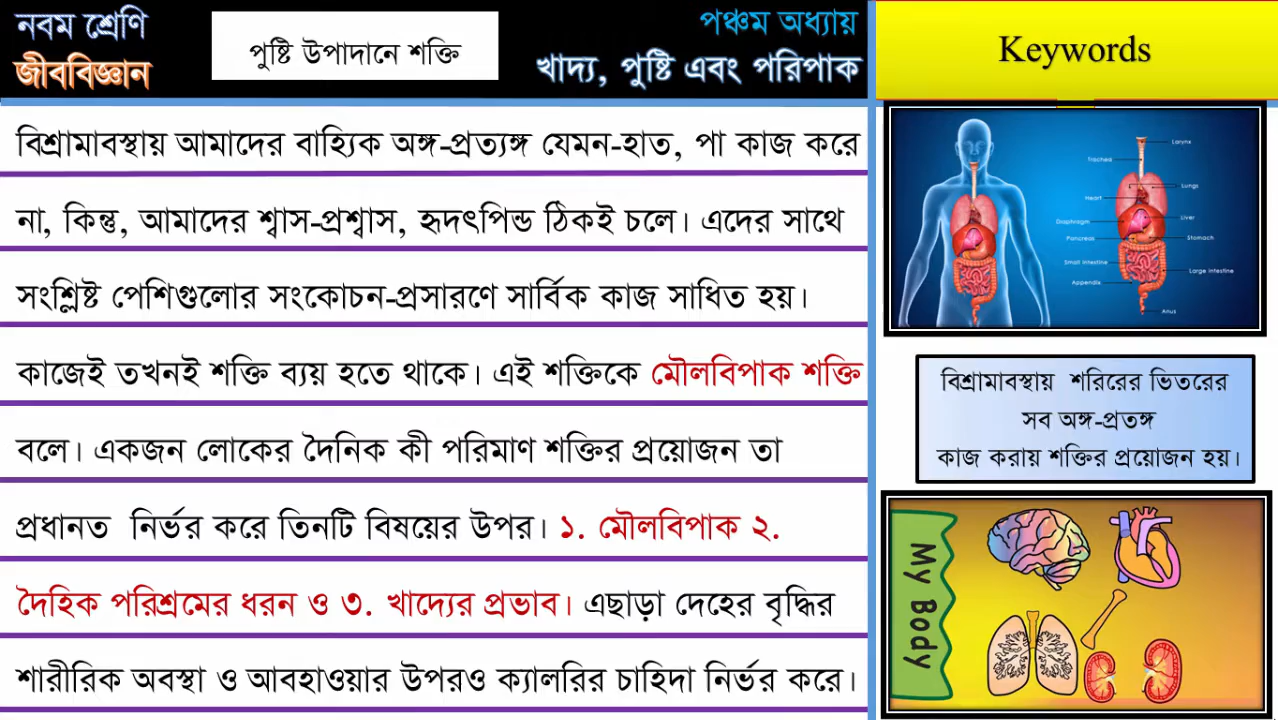 নবম শ্রেণি
জীববিজ্ঞান
পুষ্টি উপাদানে শক্তি
পঞ্চম অধ্যায়
খাদ্য, পুষ্টি এবং পরিপাক
বিশ্রামাবস্থায় আমাদের বাহ্যিক অঙ্গ-প্রত্যঙ্গ যেমন-হাত, পা কাজ করে
না, কিন্তু, আমাদের শ্বাস-প্রশ্বাস, হৃদৎপিন্ড ঠিকই চলে। এদের সাথে
সংশ্লিষ্ট পেশিগুলোর সংকোচন-প্রসারণে সার্বিক কাজ সাধিত হয়।
কাজেই তখনই শক্তি ব্যয় হতে থাকে। এই শক্তিকে মৌলবিপাক শক্তি
বলে। একজন লোকের দৈনিক কী পরিমাণ শক্তির প্রয়োজন তা
প্রধানত নির্ভর করে তিনটি বিষয়ের উপর। ১. মৌলবিপাক ২.
দৈহিক পরিশ্রমের ধরন ও ৩. খাদ্যের প্রভাব। এছাড়া দেহের বৃদ্ধির
শারীরিক অবস্থা ও আবহাওয়ার উপরও ক্যালরির চাহিদা নির্ভর করে।
Keywords
Larynx
Trachea
Lungs
Heart
Liver
Diaphragm
Pancreas
Stomach
Small Intestine
Large Intestine
Appendix
Anus
বিশ্রামাবস্থায় শরিরের ভিতরের
সব অঙ্গ-প্রতঙ্গ
কাজ করায় শক্তির প্রয়োজন হয়।
My Body